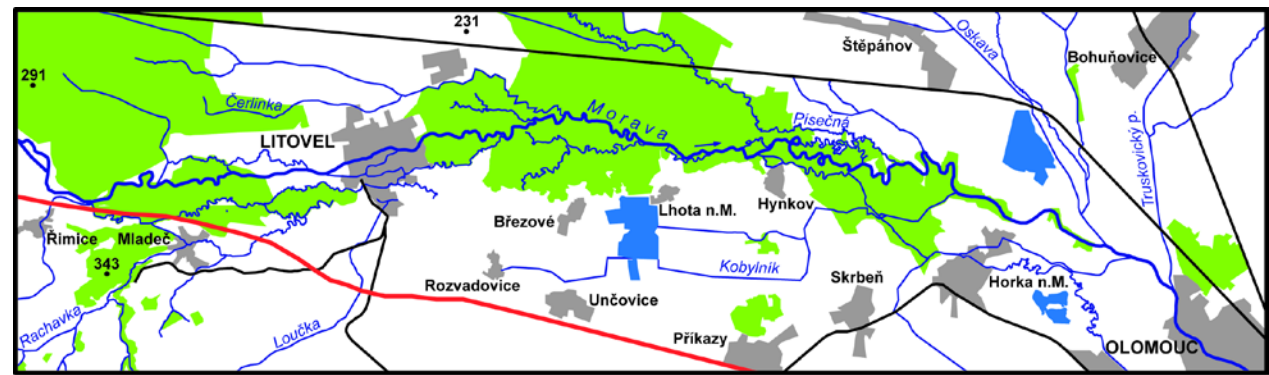 231
Štěpánov
Oskava
Bohuňovice
291
Čerlinka
Morava
Písečná
LITOVEL
Truskovický p.
Březové
Lhota n.M.
Hynkov
Řimice
Mladeč
343
Rozvadovice
Unčovice
Kobylník
Skrbeň
Horka n.M.
Rachavka
Loučka
Příkazy
OLOMOUC